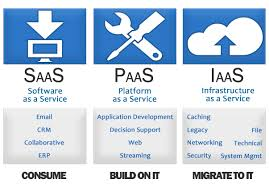 SAAS
Software
as a Service
Email
CRM
Collaborative
ERP
CONSUME
PAAS
Platform
as a Service
Application Development
Decision Support
Web
Streaming
BUILD ON IT
IAAS
Infrastructure
as a Service
Caching
Legacy File
Networking Technical
Security System Mgmt
MIGRATE TO IT